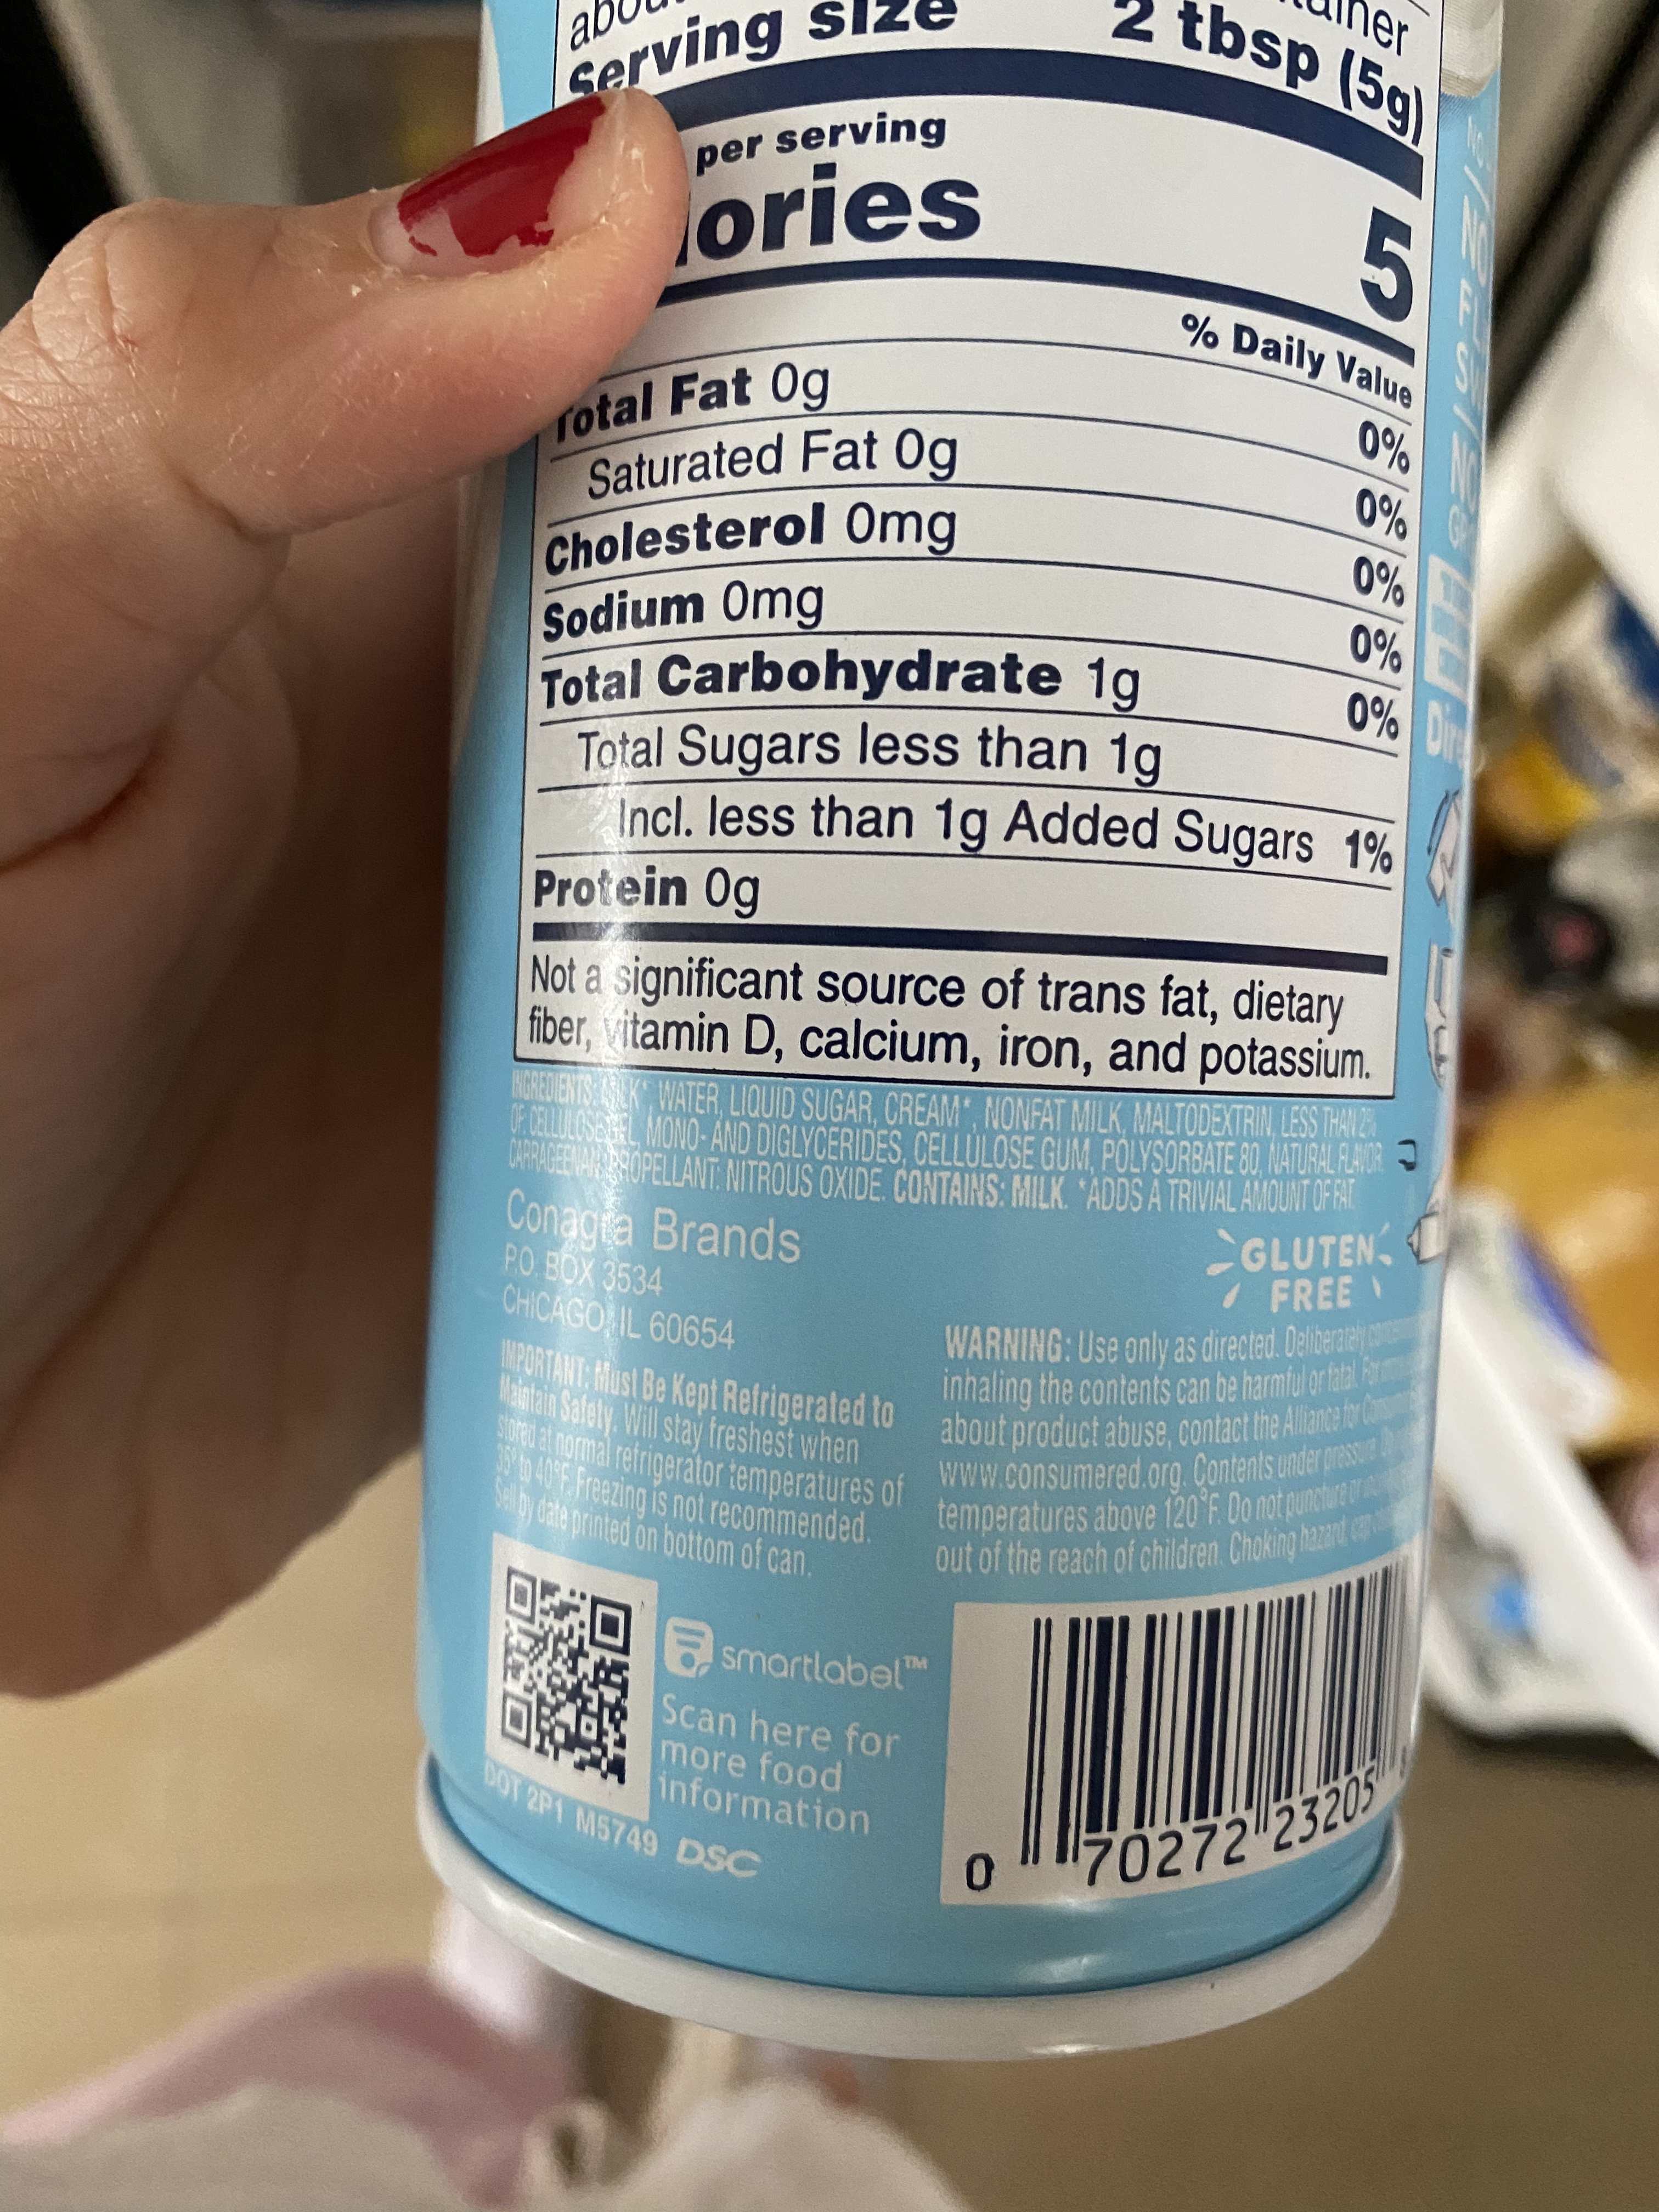 Serving size 2 tbsp (5g)
per serving
ories 5
% Daily Value
Total Fat 0g 0%
Saturated Fat 0g 0%
Cholesterol 0mg 0%
Sodium 0mg 0%
Total Carbohydrate 1g 0%
Total Sugars less than 1g
Incl. less than 1g Added Sugars 1%
Protein 0g
Not a significant source of trans fat, dietary
fiber, vitamin D, calcium, iron, and potassium.
INGREDIENTS: MILK*, WATER, LIQUID SUGAR, CREAM*, NONFAT MILK, MALTODEXTRIN, LESS THAN 2%
OF: CELLULOSE GEL, MONO- AND DIGLYCERIDES, CELLULOSE GUM, POLYSORBATE 80, NATURAL FLAVOR,
CARRAGEENAN. PROPELLANT: NITROUS OXIDE. CONTAINS: MILK. *ADDS A TRIVIAL AMOUNT OF FAT.
Conagra Brands
P.O. BOX 3534
CHICAGO, IL 60654
GLUTEN
FREE
IMPORTANT: Must Be Kept Refrigerated to
Maintain Safety. Will stay freshest when
stored at normal refrigerator temperatures of
35° to 40°F. Freezing is not recommended.
Sell by date printed on bottom of can.
WARNING: Use only as directed. Deliberately
inhaling the contents can be harmful or fatal. For
about product abuse, contact the Alliance for
www.consumered.org. Contents under pressure.
temperatures above 120°F. Do not puncture or
out of the reach of children. Choking hazard,
smartlabel™
Scan here for
more food
information
DOT 2P1 M5749 DSC
0 70272 23205